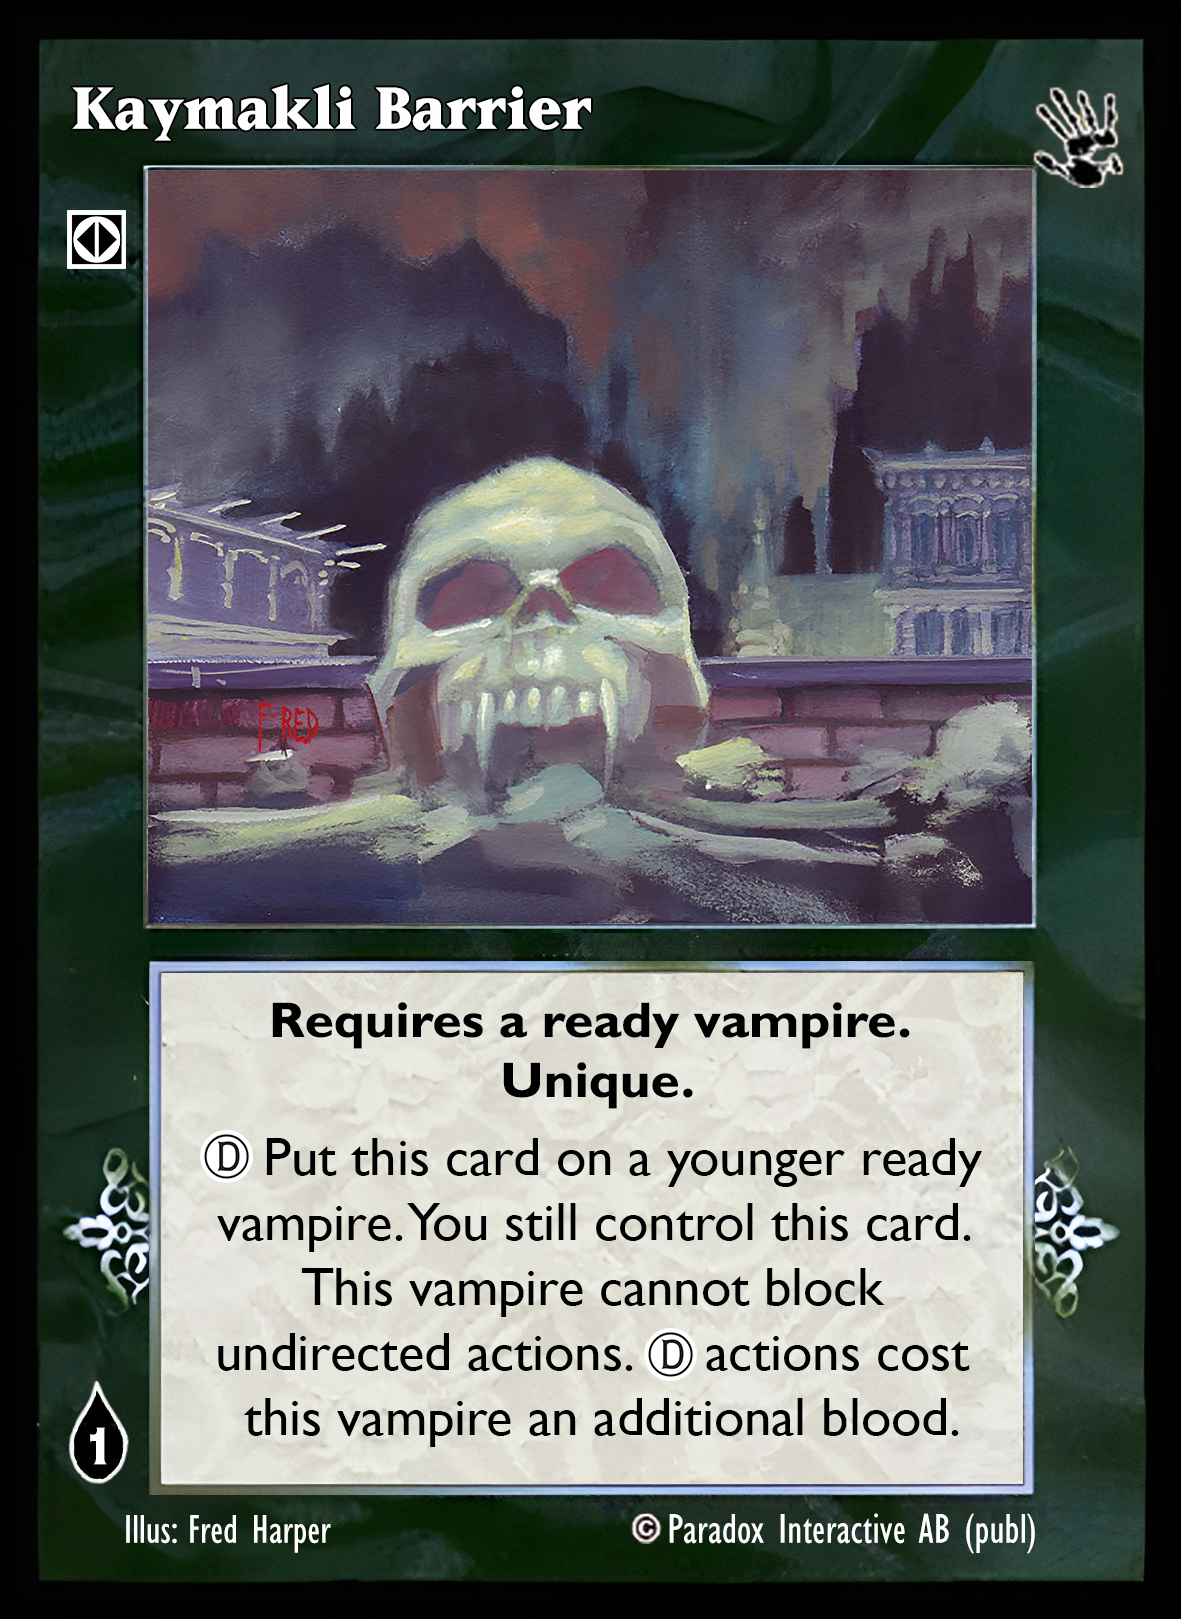 Kaymakli Barrier
FRED
Requires a ready vampire.
Unique.
Ⓓ Put this card on a younger ready
vampire. You still control this card.
This vampire cannot block
undirected actions. Ⓓ actions cost
this vampire an additional blood.
1
Illus: Fred Harper
© Paradox Interactive AB (publ)